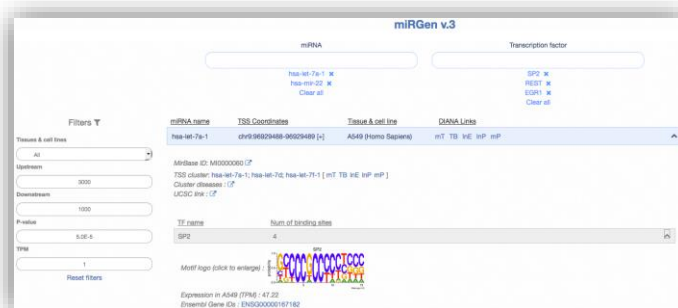 miRGen v.3
miRNA
Transcription factor
hsa-let-7a-1 ×
hsa-mir-22 ×
Clear all
SP2 ×
REST ×
EGR1 ×
Clear all
Filters
Tissues & cell lines
All
Upstream
3000
Downstream
1000
P-value
5.0E-5
TPM
1
Reset filters
miRNA name TSS Coordinates Tissue & cell line DIANA Links
hsa-let-7a-1 chr9:96929488-96929489 [+] A549 (Homo Sapiens) mT TB InE InP mP
MirBase ID: MI0000060
TSS cluster: hsa-let-7a-1; hsa-let-7d; hsa-let-7f-1 [ mT TB InE InP mP ]
Cluster diseases :
UCSC link :
TF name Num of binding sites
SP2 4
SP2
Motif logo (click to enlarge) :
Expression in A549 (TPM) : 47.22
Ensembl Gene IDs : ENSG00000167182